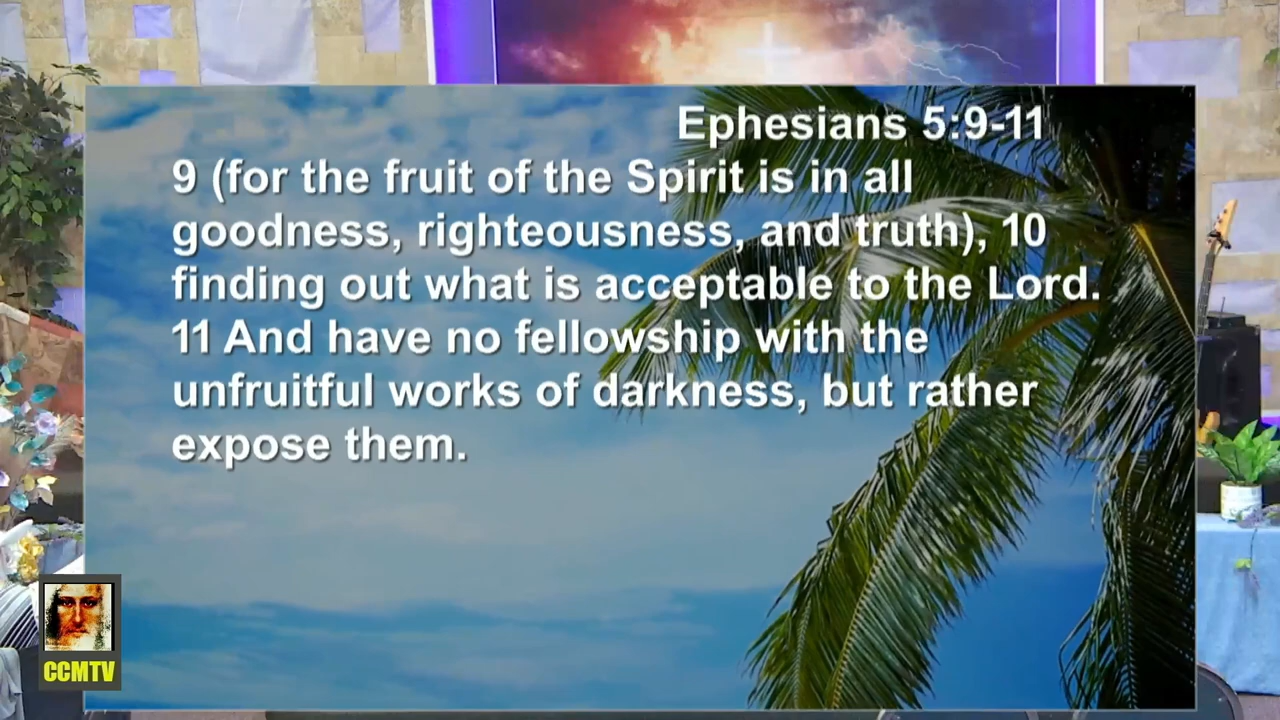 Ephesians 5:9-11
9 (for the fruit of the Spirit is in all
goodness, righteousness, and truth), 10
finding out what is acceptable to the Lord.
11 And have no fellowship with the
unfruitful works of darkness, but rather
expose them.
CCMTV